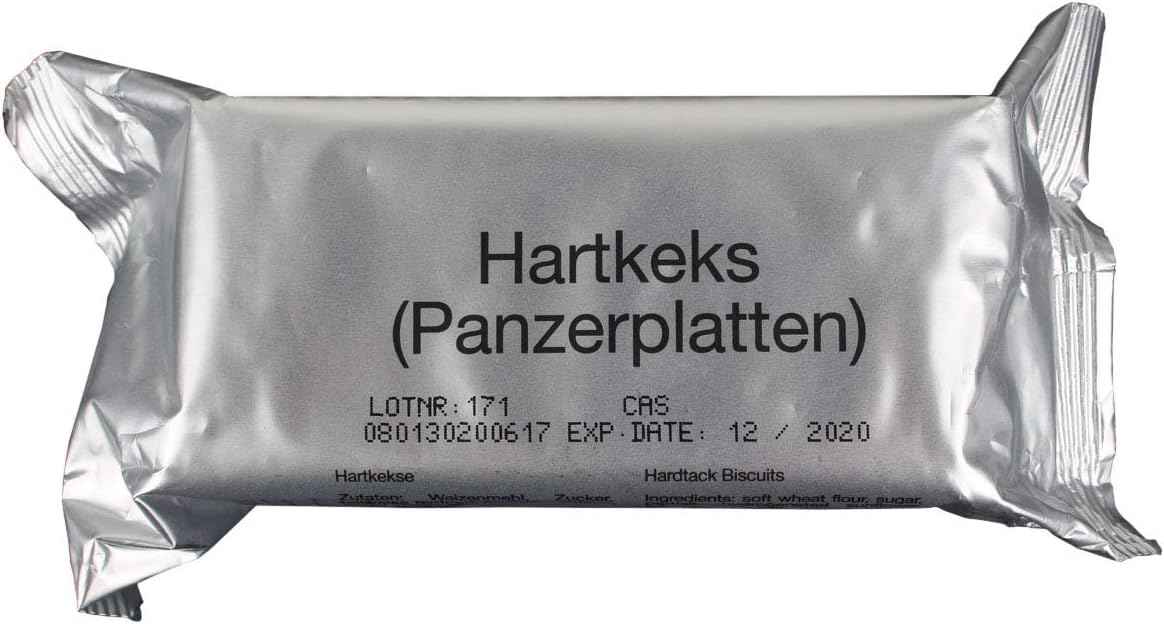 Hartkeks
(Panzerplatten)
LOTNR:171 CAS
080130200617 EXP.DATE: 12 / 2020
Hartkekse Hardtack Biscuits
Zutaten: Weizenmehl, Zucker, Ingredients: soft wheat flour, sugar,